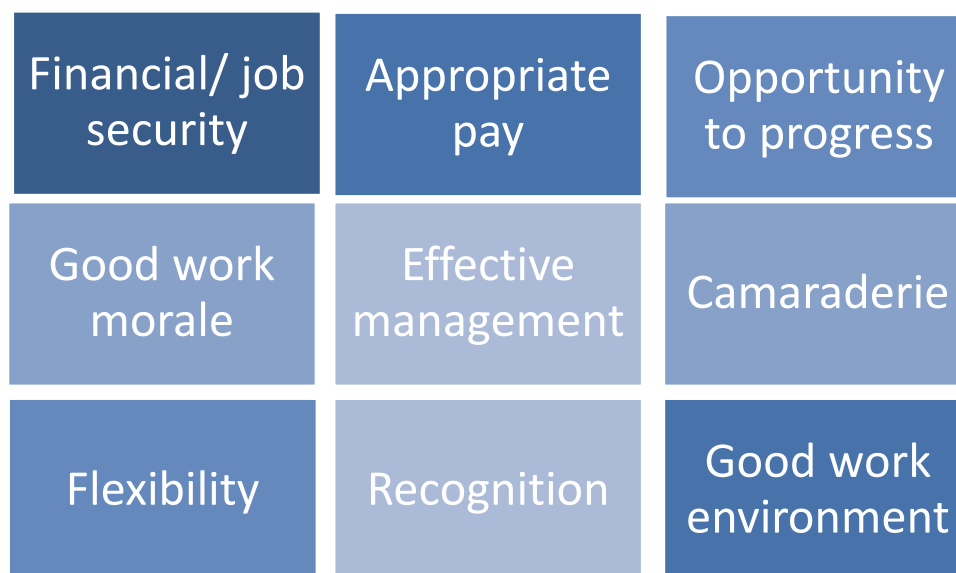 Financial/ job
security
Appropriate
pay
Opportunity
to progress
Good work
morale
Effective
management
Camaraderie
Flexibility
Recognition
Good work
environment